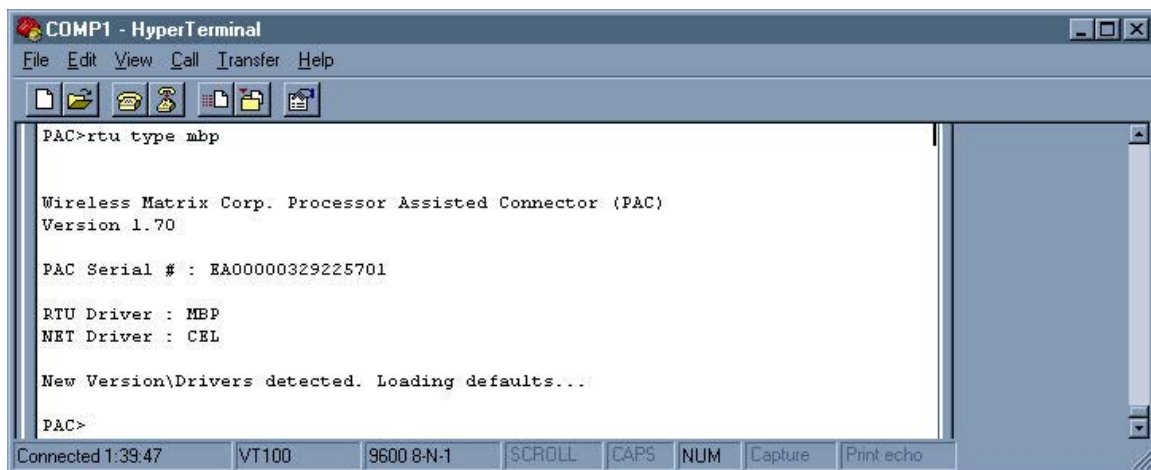 COMP1 - HyperTerminal
File Edit View Call Transfer Help
PAC>rtu type mbp
Wireless Matrix Corp. Processor Assisted Connector (PAC)
Version 1.70
PAC Serial # : EA00000329225701
RTU Driver : MBP
NET Driver : CEL
New Version\Drivers detected. Loading defaults...
PAC>
Connected 1:39:47 VT100 9600 8-N-1 SCROLL CAPS NUM Capture Print echo